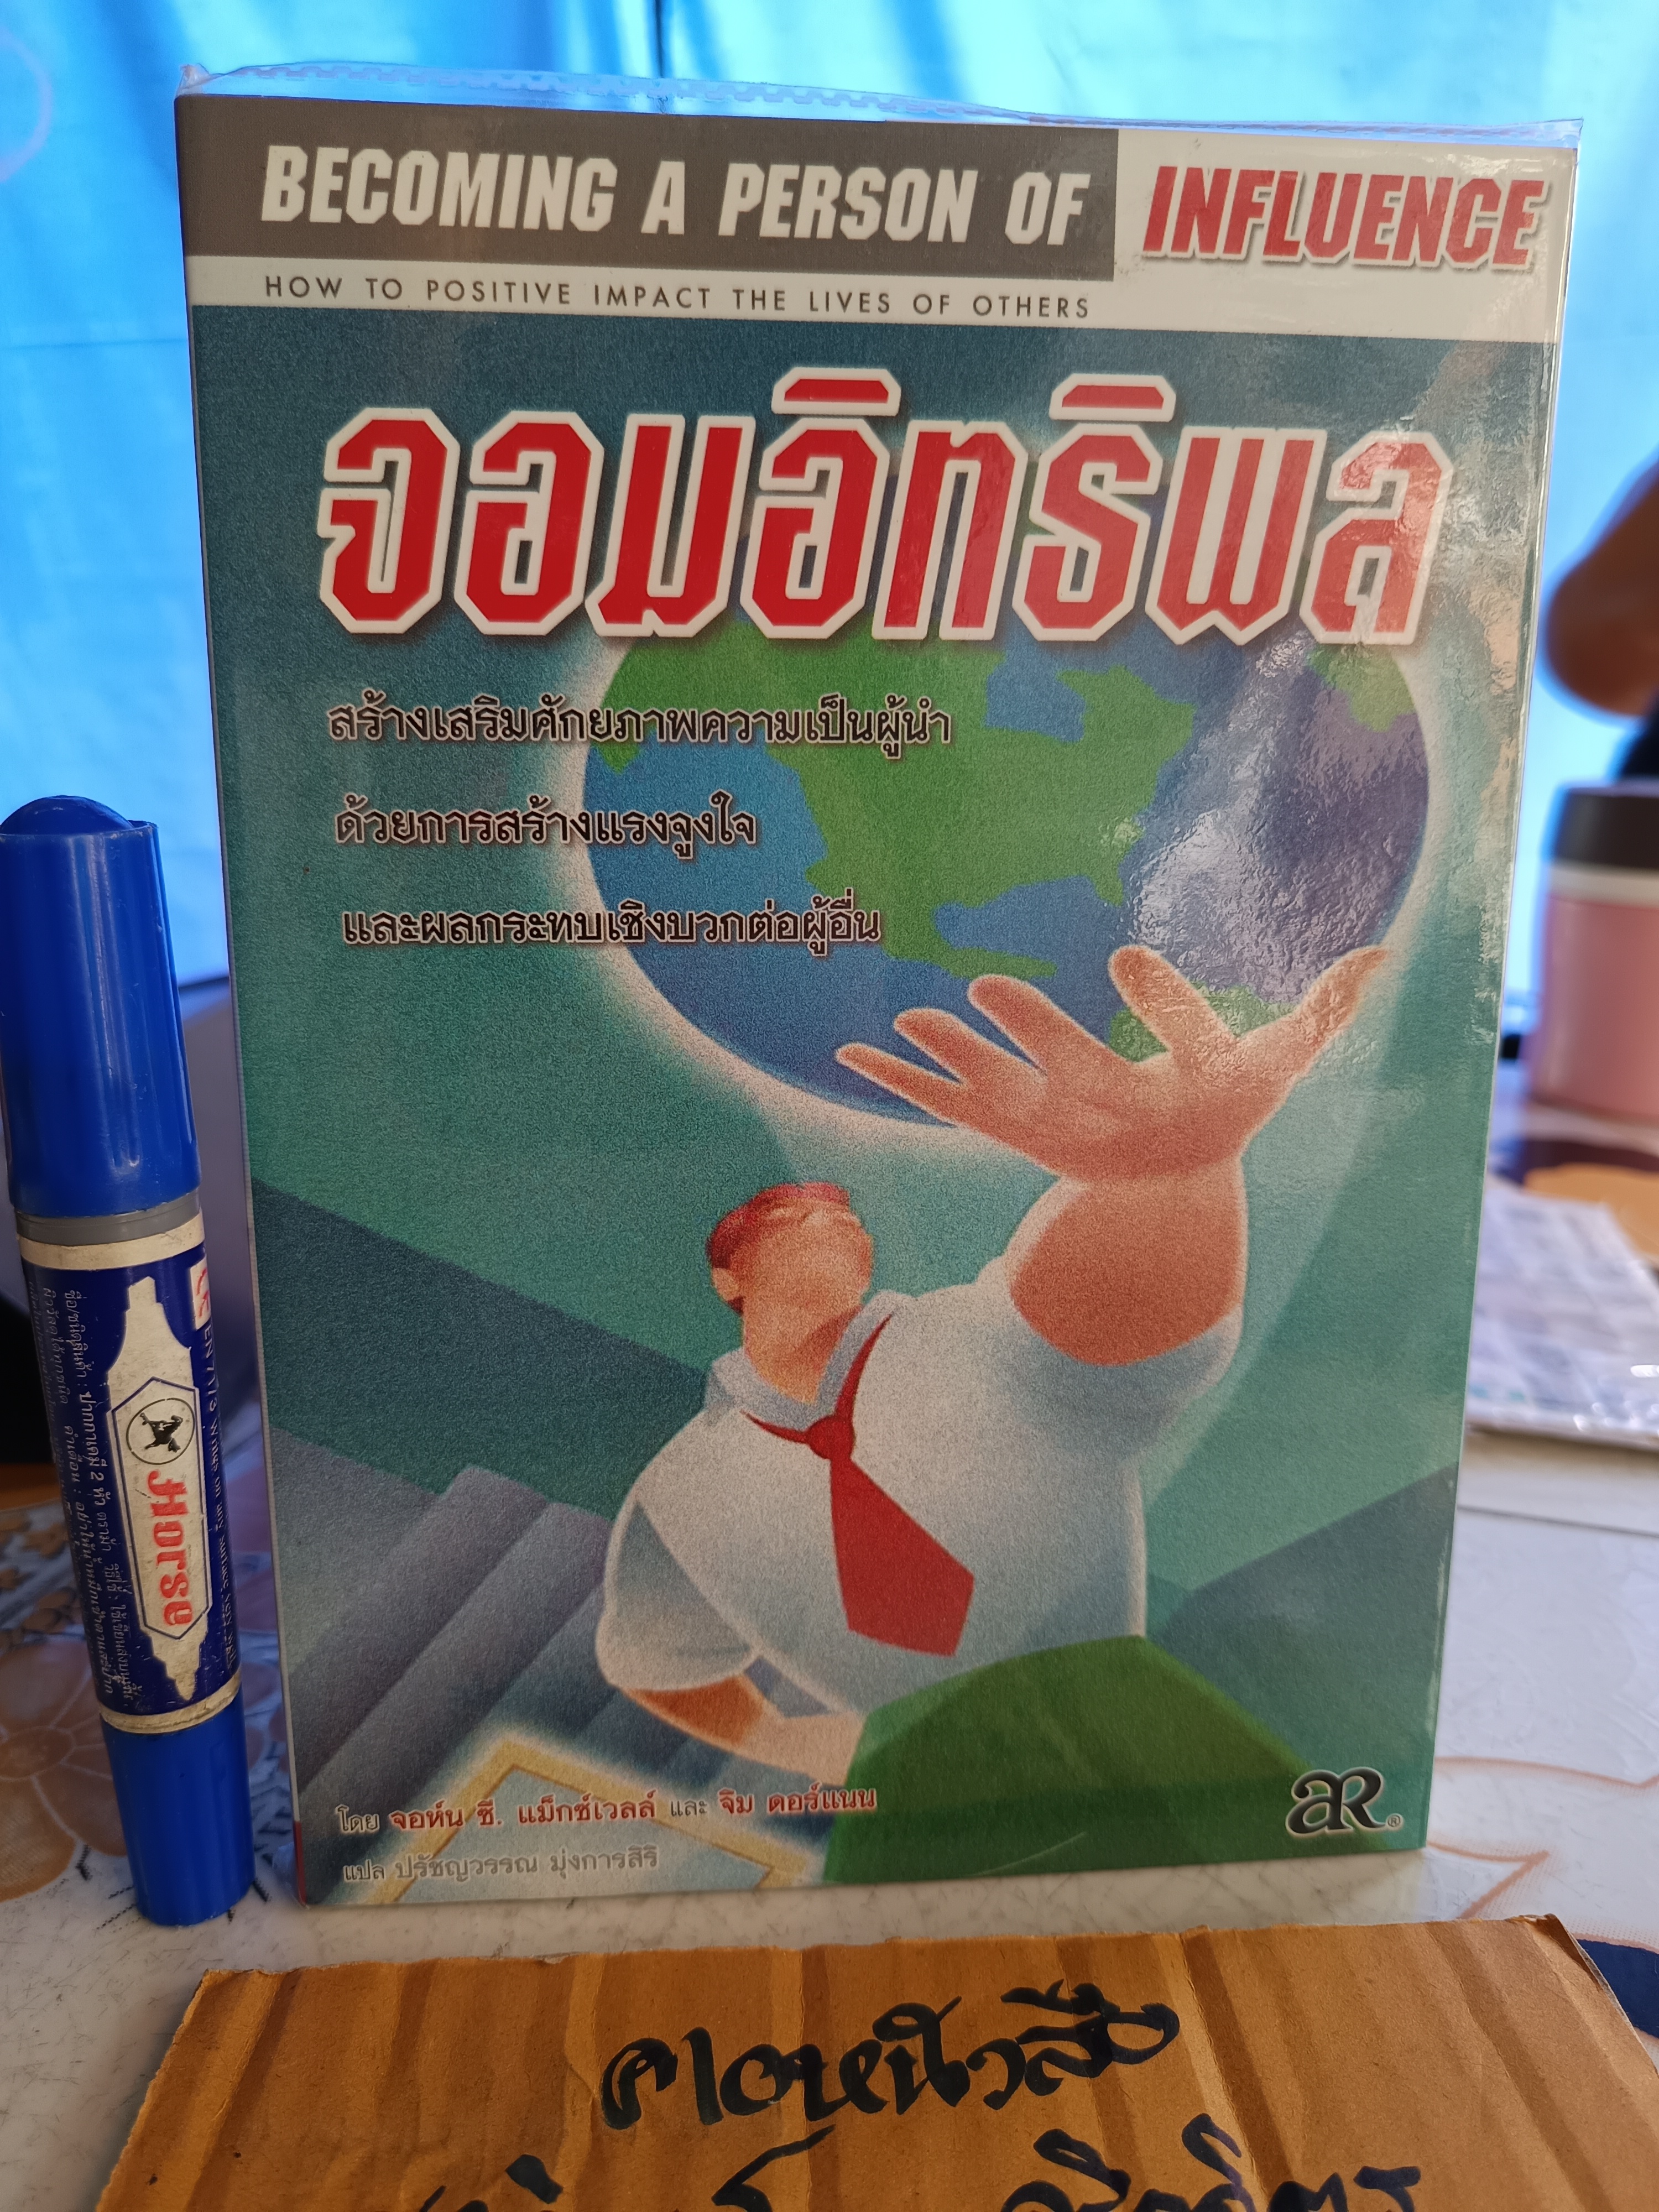 BECOMING A PERSON OF INFLUENCE
HOW TO POSITIVE IMPACT THE LIVES OF OTHERS
จอมอิทธิพล
สร้างเสริมศักยภาพความเป็นผู้นำ
ด้วยการสร้างแรงจูงใจ
และผลกระทบเชิงบวกต่อผู้อื่น
โดย จอห์น ซี. แม็กซ์เวลล์ และ จิม ดอร์แนน
แปล ปรัชญวรรณ มุ่งการสิริ
aR®
Horse
EN 71/3